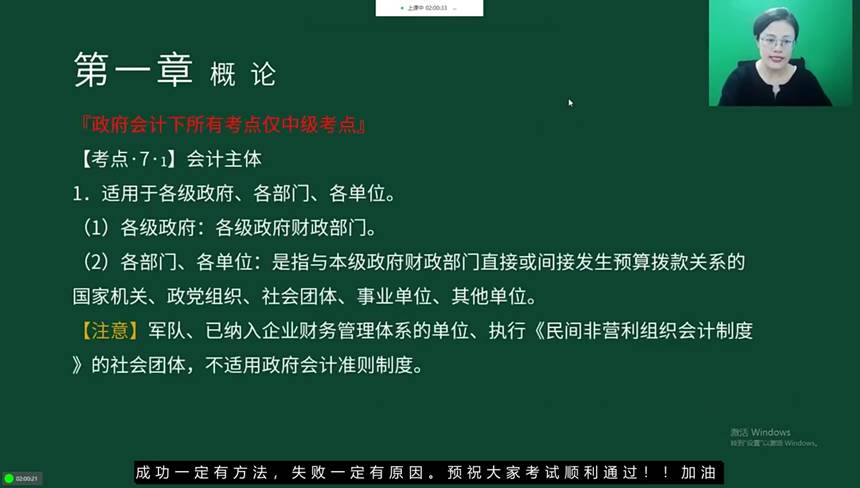 上课中 02:00:33
第一章 概 论
『政府会计下所有考点仅中级考点』
【考点·7·1】会计主体
1．适用于各级政府、各部门、各单位。
（1）各级政府：各级政府财政部门。
（2）各部门、各单位：是指与本级政府财政部门直接或间接发生预算拨款关系的
国家机关、政党组织、社会团体、事业单位、其他单位。
【注意】军队、已纳入企业财务管理体系的单位、执行《民间非营利组织会计制度
》的社会团体，不适用政府会计准则制度。
激活 Windows
转到"设置"以激活 Windows。
02:00:21
成功一定有方法，失败一定有原因。预祝大家考试顺利通过！！加油